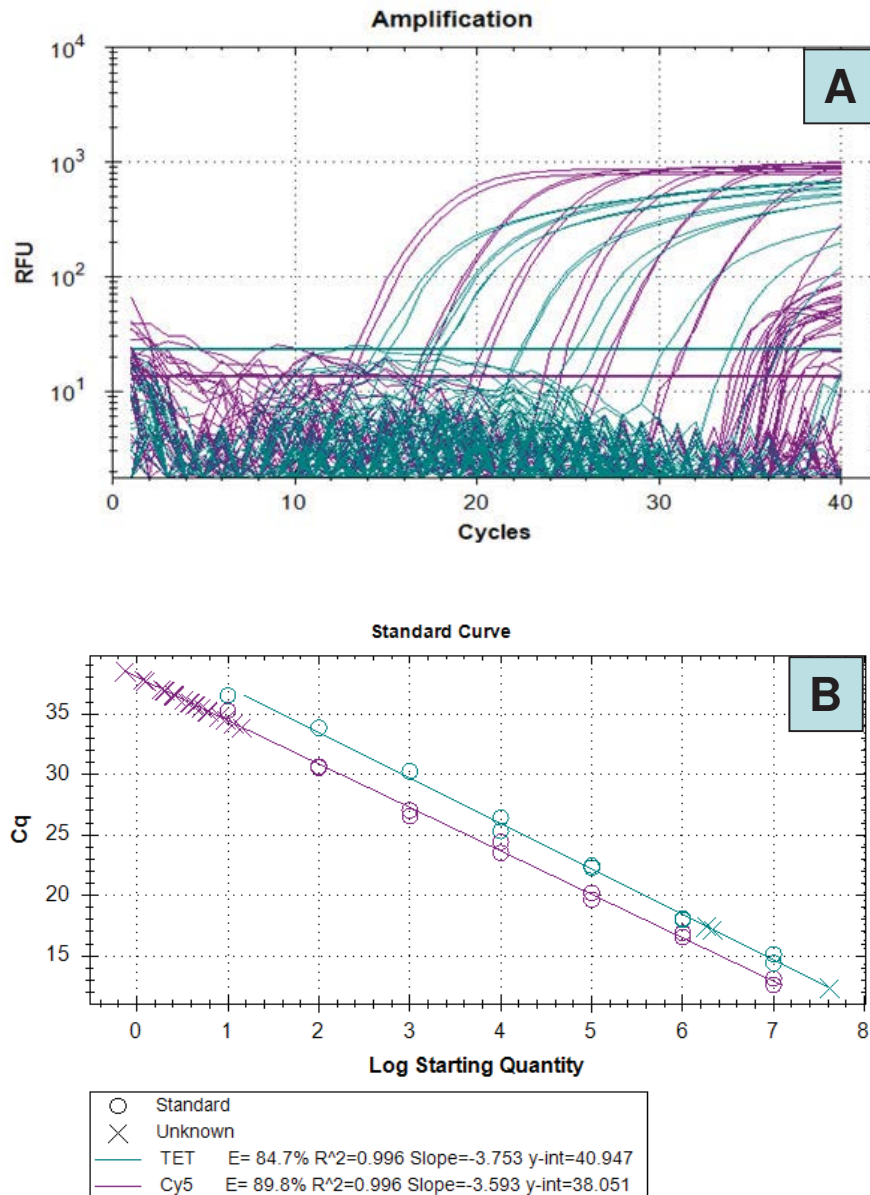 Amplification
A
10^4
10^3
10^2
10^1
RFU
0 10 20 30 40
Cycles
Standard Curve
B
35
30
25
20
15
Cq
0 1 2 3 4 5 6 7 8
Log Starting Quantity
Standard
Unknown
TET E= 84.7% R^2=0.996 Slope=-3.753 y-int=40.947
Cy5 E= 89.8% R^2=0.996 Slope=-3.593 y-int=38.051